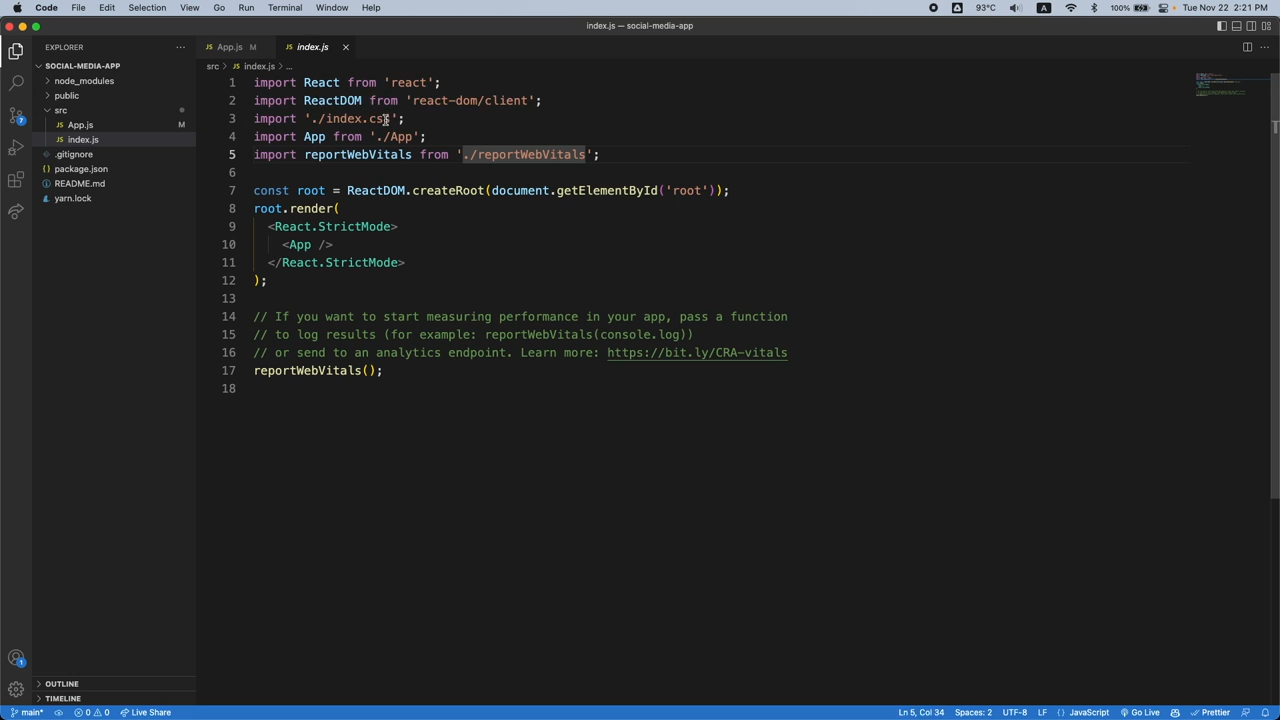 Code File Edit Selection View Go Run Terminal Window Help 93°C A 100% Tue Nov 22 2:21 PM
index.js — social-media-app
EXPLORER
App.js M
index.js
SOCIAL-MEDIA-APP
src > index.js > ...
node_modules
public
src
App.js M
index.js
.gitignore
package.json
README.md
yarn.lock
1 import React from 'react';
2 import ReactDOM from 'react-dom/client';
3 import './index.css';
4 import App from './App';
5 import reportWebVitals from './reportWebVitals';
6
7 const root = ReactDOM.createRoot(document.getElementById('root'));
8 root.render(
9 <React.StrictMode>
10 <App />
11 </React.StrictMode>
12 );
13
14 // If you want to start measuring performance in your app, pass a function
15 // to log results (for example: reportWebVitals(console.log))
16 // or send to an analytics endpoint. Learn more: https://bit.ly/CRA-vitals
17 reportWebVitals();
18
7
1
OUTLINE
TIMELINE
main* 0 0 Live Share Ln 5, Col 34 Spaces: 2 UTF-8 LF {} JavaScript Go Live Prettier